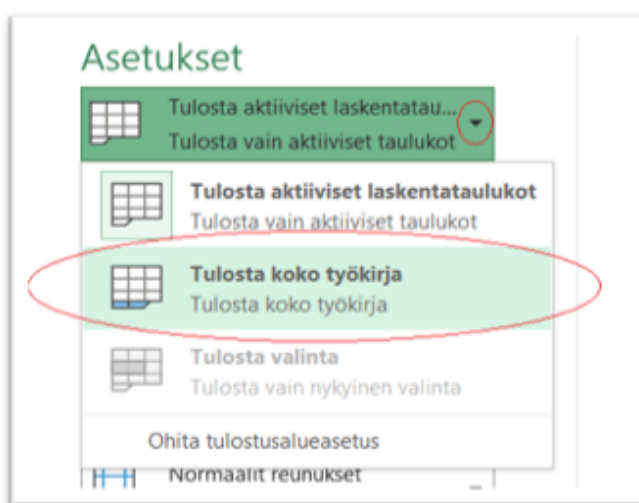 Asetukset
Tulosta aktiiviset laskentatau...
Tulosta vain aktiiviset taulukot
Tulosta aktiiviset laskentataulukot
Tulosta vain aktiiviset taulukot
Tulosta koko työkirja
Tulosta koko työkirja
Tulosta valinta
Tulosta vain nykyinen valinta
Ohita tulostusalueasetus
Normaalit reunukset